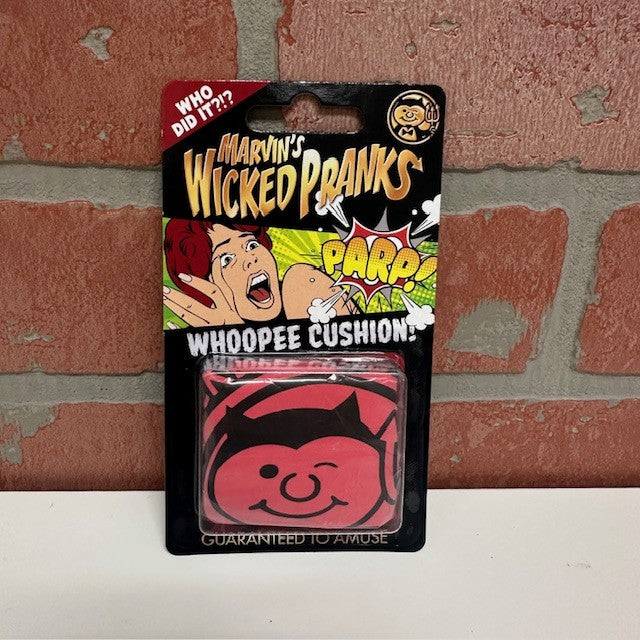 WHO
DID IT?!?
MARVIN'S
WICKED PRANKS
PARP!
WHOOPEE CUSHION!
GUARANTEED TO AMUSE